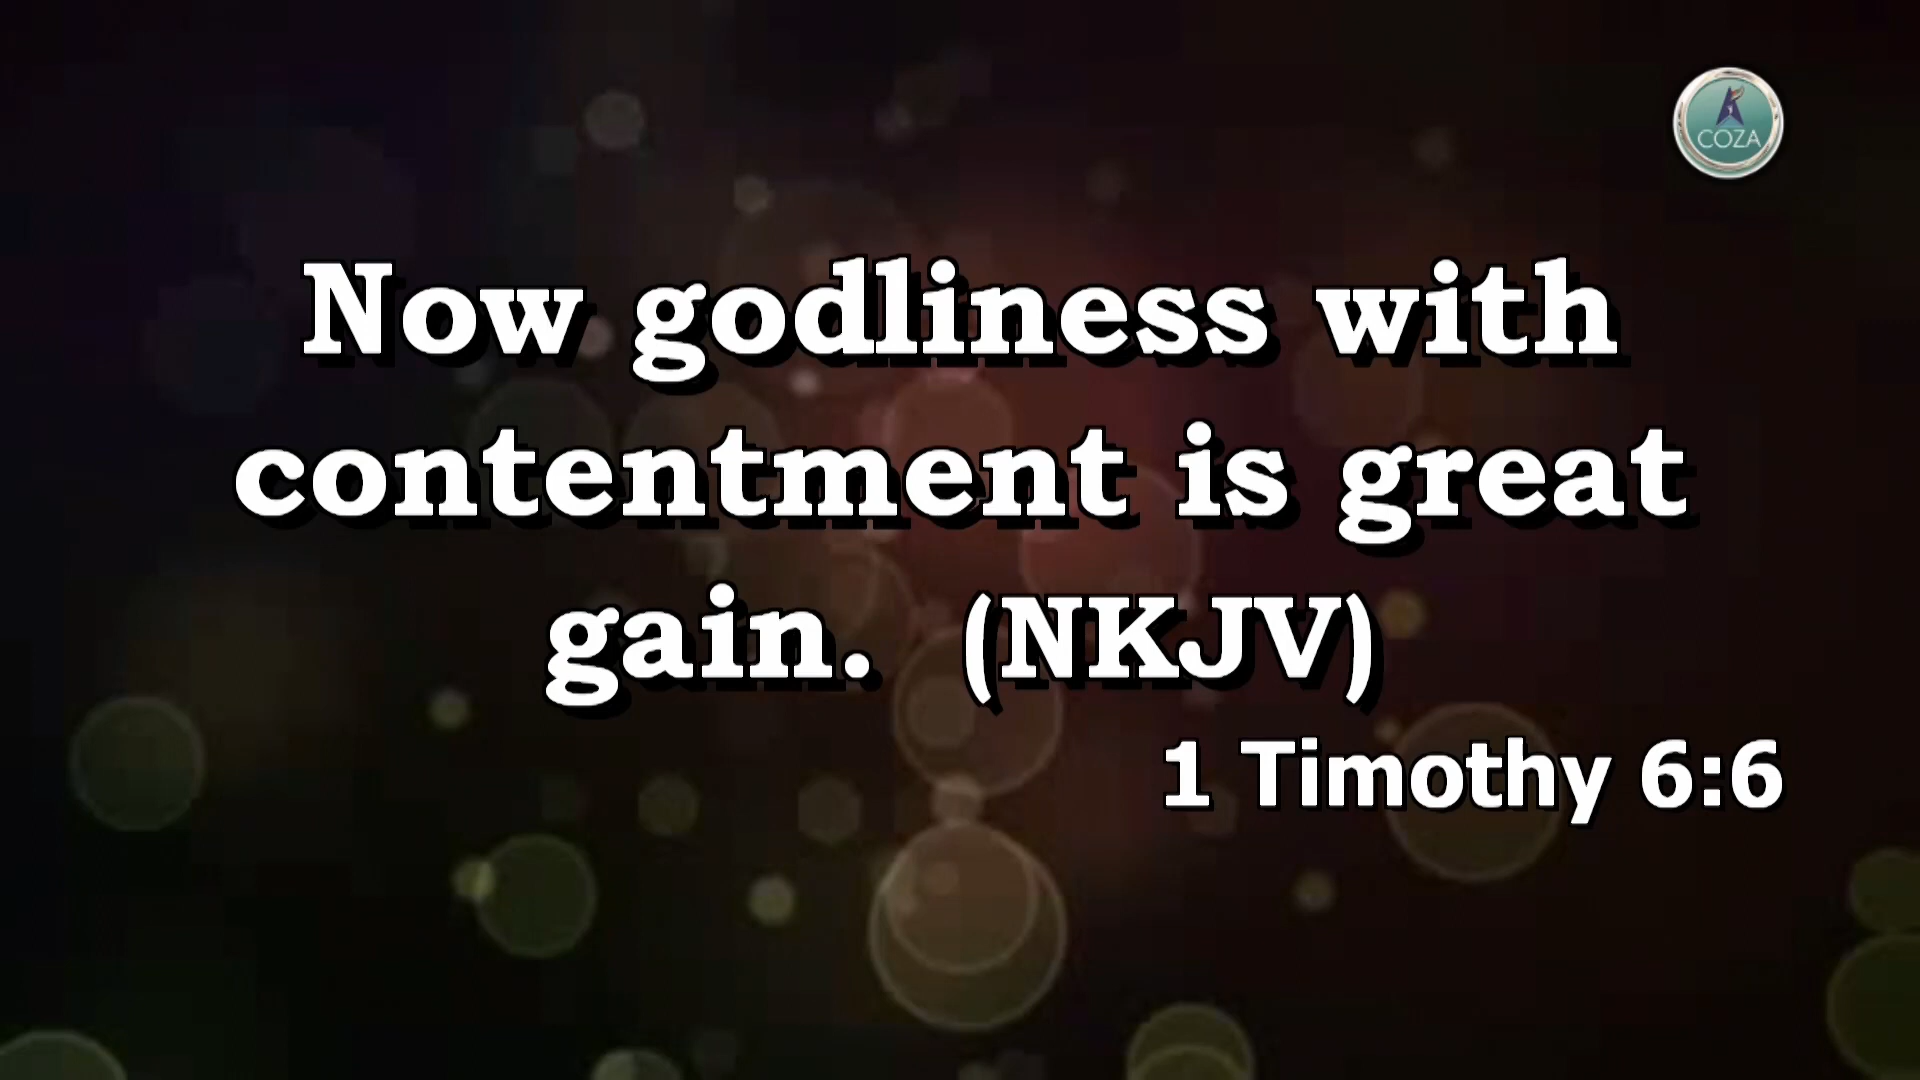 COZA
Now godliness with
contentment is great
gain.  (NKJV)
1 Timothy 6:6